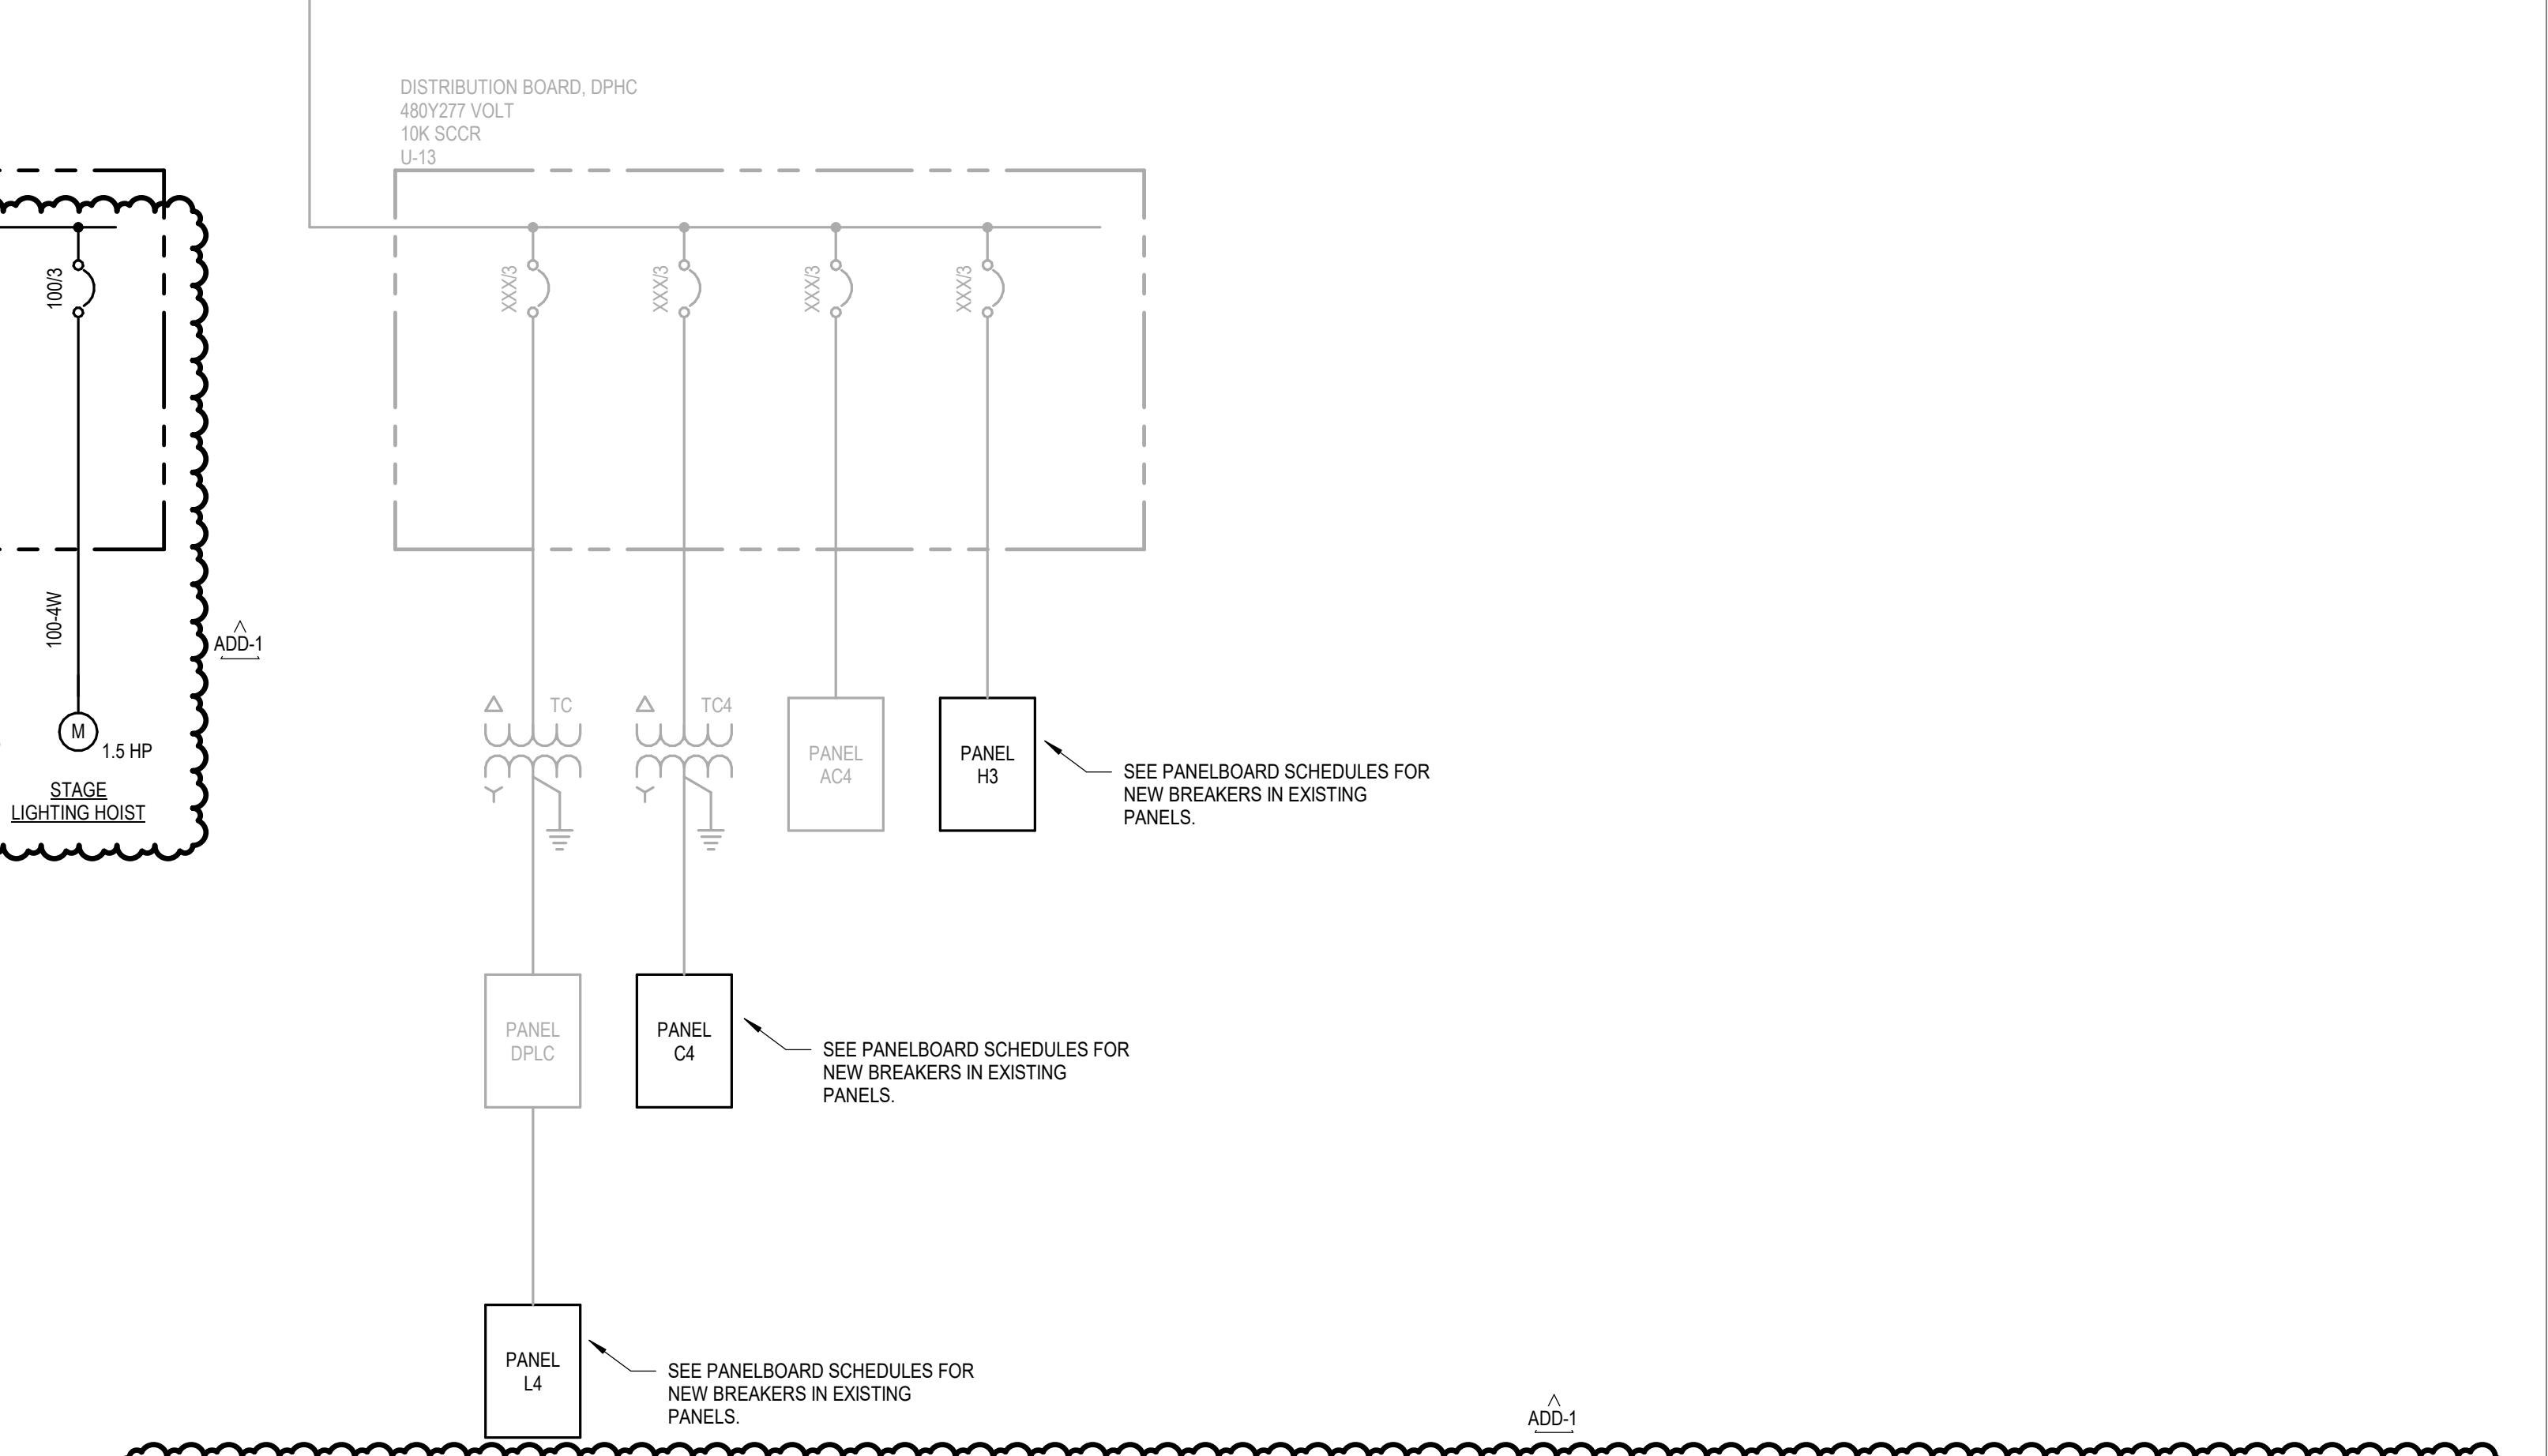 DISTRIBUTION BOARD, DPHC
480Y277 VOLT
10K SCCR
U-13
100/3
XXX/3
XXX/3
XXX/3
XXX/3
100-4W
ADD-1
M
1.5 HP
STAGE
LIGHTING HOIST
TC
TC4
PANEL
AC4
PANEL
H3
SEE PANELBOARD SCHEDULES FOR
NEW BREAKERS IN EXISTING
PANELS.
PANEL
DPLC
PANEL
C4
SEE PANELBOARD SCHEDULES FOR
NEW BREAKERS IN EXISTING
PANELS.
PANEL
L4
SEE PANELBOARD SCHEDULES FOR
NEW BREAKERS IN EXISTING
PANELS.
ADD-1